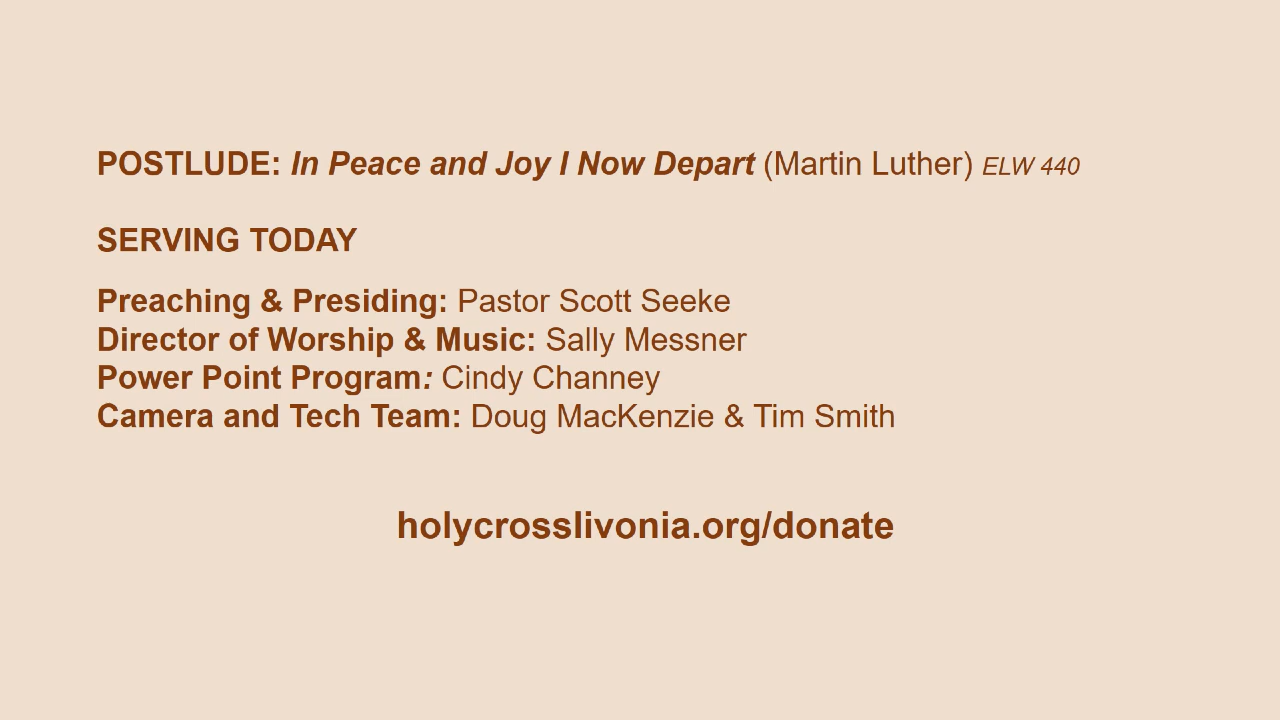 POSTLUDE: In Peace and Joy I Now Depart (Martin Luther) ELW 440
SERVING TODAY
Preaching & Presiding: Pastor Scott Seeke
Director of Worship & Music: Sally Messner
Power Point Program: Cindy Channey
Camera and Tech Team: Doug MacKenzie & Tim Smith
holycrosslivonia.org/donate